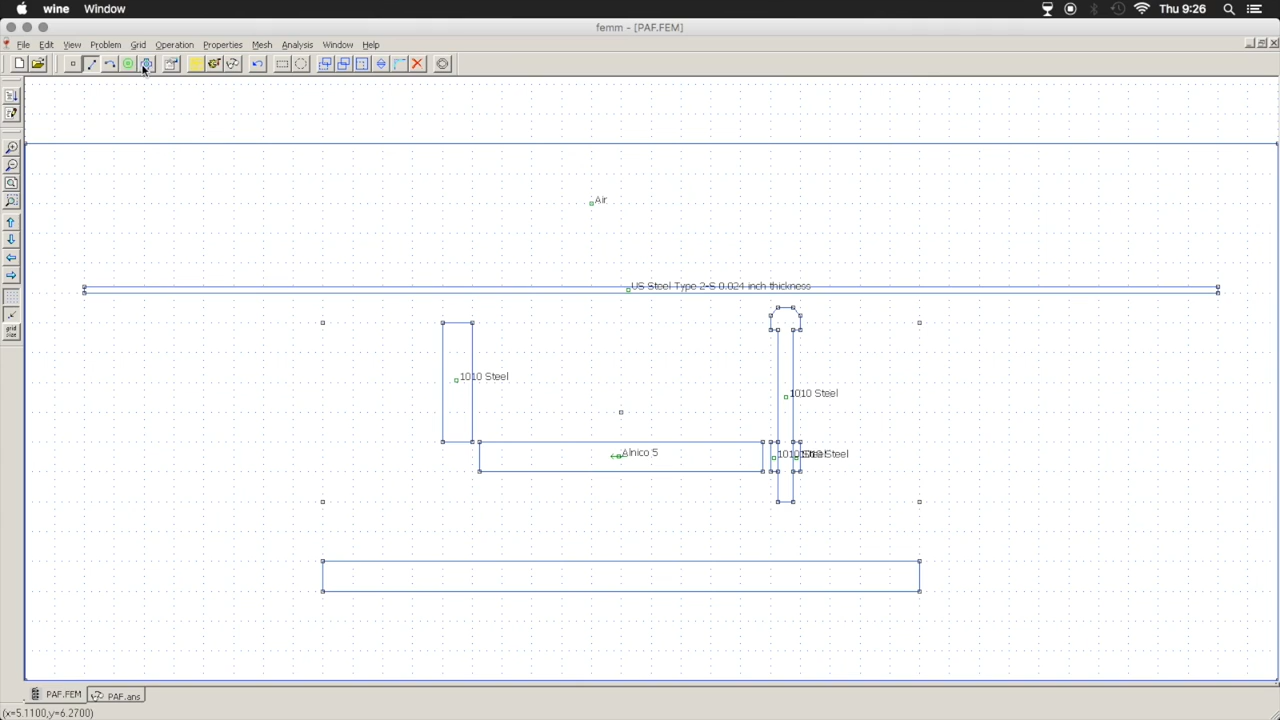 wine Window Thu 9:26
femm - [PAF.FEM]
File Edit View Problem Grid Operation Properties Mesh Analysis Window Help
Air
US Steel Type 2-S 0.024 inch thickness
1010 Steel
1010 Steel
Alnico 5
Steel
grid size
PAF.FEM PAF.ans
(x=5.1100,y=6.2700)